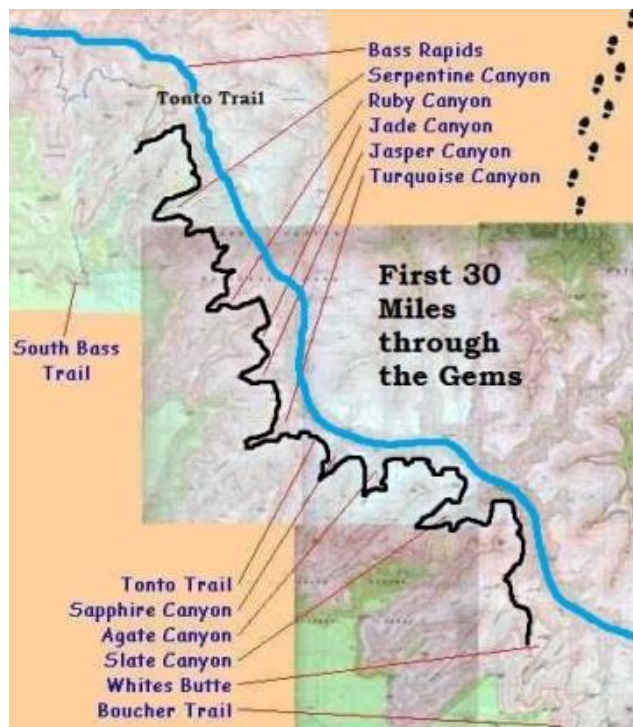 Bass Rapids
Serpentine Canyon
Tonto Trail
Ruby Canyon
Jade Canyon
Jasper Canyon
Turquoise Canyon
First 30
Miles
through
the Gems
South Bass
Trail
Tonto Trail
Sapphire Canyon
Agate Canyon
Slate Canyon
Whites Butte
Boucher Trail